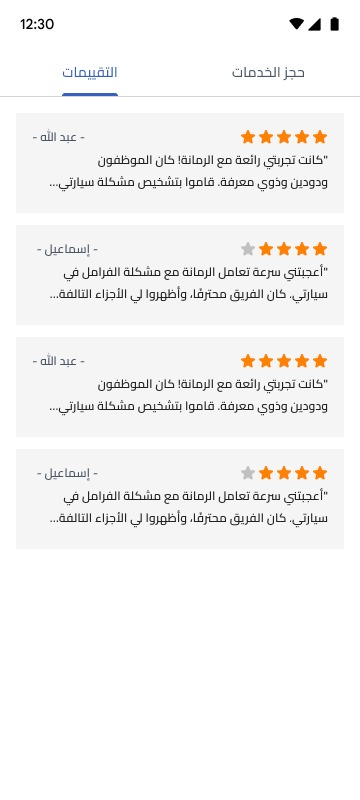 12:30
حجز الخدمات
التقييمات
- عبد الله -
"كانت تجربتي رائعة مع الرمانة! كان الموظفون
ودودين وذوي معرفة. قاموا بتشخيص مشكلة سيارتي...
- إسماعيل -
"أعجبتني سرعة تعامل الرمانة مع مشكلة الفرامل في
سيارتي. كان الفريق محترفًا، وأظهروا لي الأجزاء التالفة...
- عبد الله -
"كانت تجربتي رائعة مع الرمانة! كان الموظفون
ودودين وذوي معرفة. قاموا بتشخيص مشكلة سيارتي...
- إسماعيل -
"أعجبتني سرعة تعامل الرمانة مع مشكلة الفرامل في
سيارتي. كان الفريق محترفًا، وأظهروا لي الأجزاء التالفة...